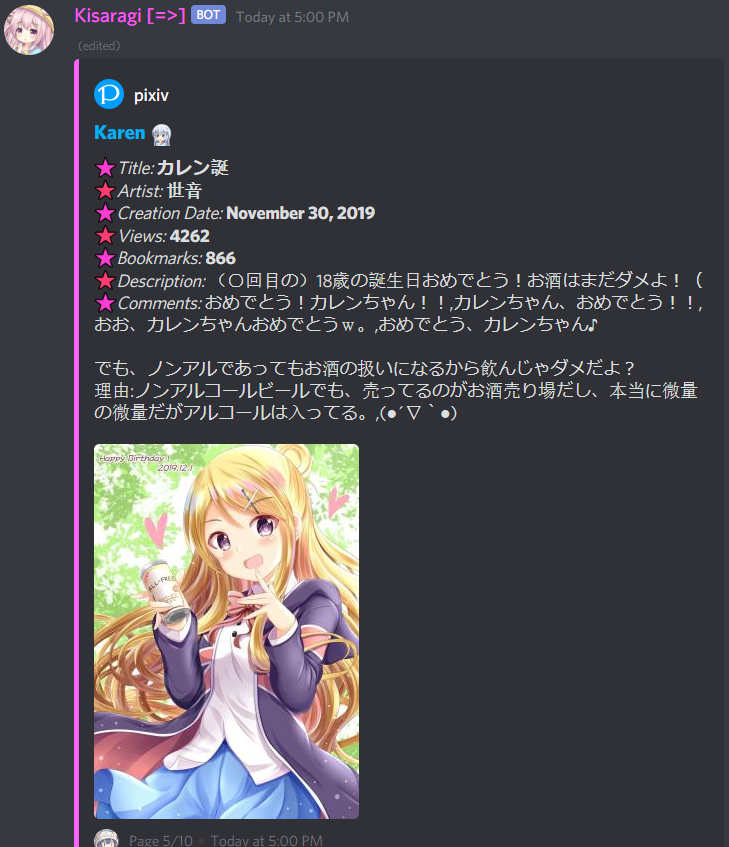 Kisaragi [=>] BOT Today at 5:00 PM
(edited)
pixiv
Karen
Title: カレン誕
Artist: 世音
Creation Date: November 30, 2019
Views: 4262
Bookmarks: 866
Description: （〇回目の）18歳の誕生日おめでとう！お酒はまだダメよ！（
Comments: おめでとう！カレンちゃん！！,カレンちゃん、おめでとう！！,
おお、カレンちゃんおめでとうｗ。,おめでとう、カレンちゃん♪
でも、ノンアルであってもお酒の扱いになるから飲んじゃダメだよ？
理由:ノンアルコールビールでも、売ってるのがお酒売り場だし、本当に微量
の微量だがアルコールは入ってる。,(●´∇｀●)
Happy Birthday!
2019.12.1
ALL-FREE
Page 5/10 • Today at 5:00 PM